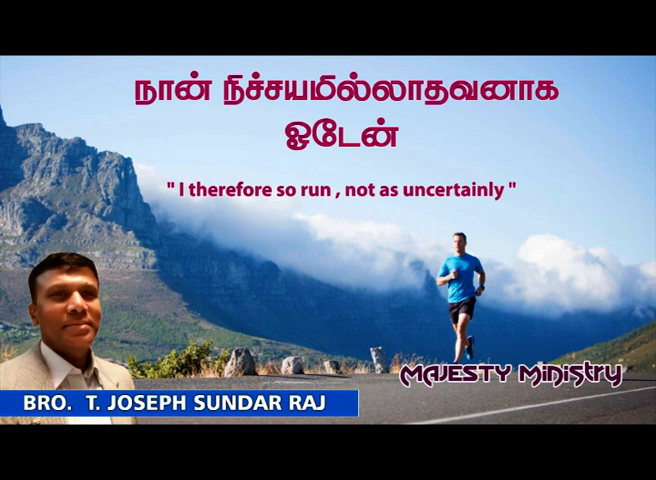 நான் நிச்சயமில்லாதவனாக
ஓடேன்
" I therefore so run , not as uncertainly "
MAJESTY MINISTRY
BRO. T. JOSEPH SUNDAR RAJ